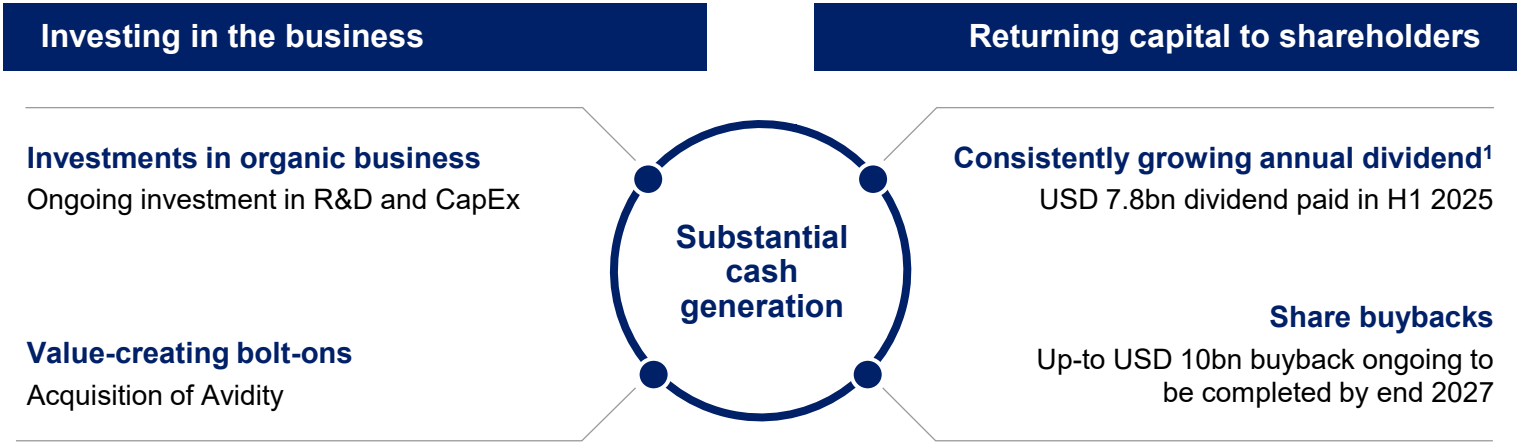 Investing in the business
Returning capital to shareholders
Investments in organic business
Ongoing investment in R&D and CapEx
Value-creating bolt-ons
Acquisition of Avidity
Substantial
cash
generation
Consistently growing annual dividend¹
USD 7.8bn dividend paid in H1 2025
Share buybacks
Up-to USD 10bn buyback ongoing to
be completed by end 2027